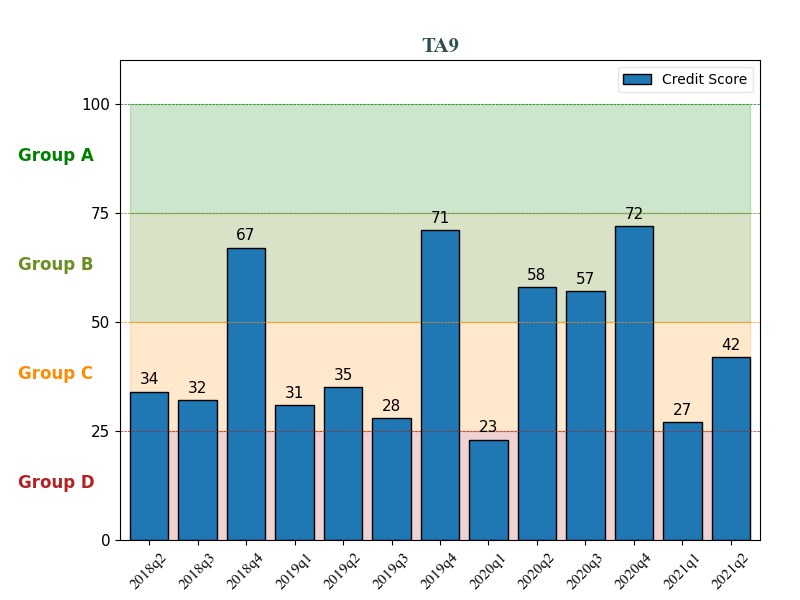 TA9
Credit Score
100
Group A
75
Group B
50
Group C
25
Group D
0
34
32
67
31
35
28
71
23
58
57
72
27
42
2018q2
2018q3
2018q4
2019q1
2019q2
2019q3
2019q4
2020q1
2020q2
2020q3
2020q4
2021q1
2021q2